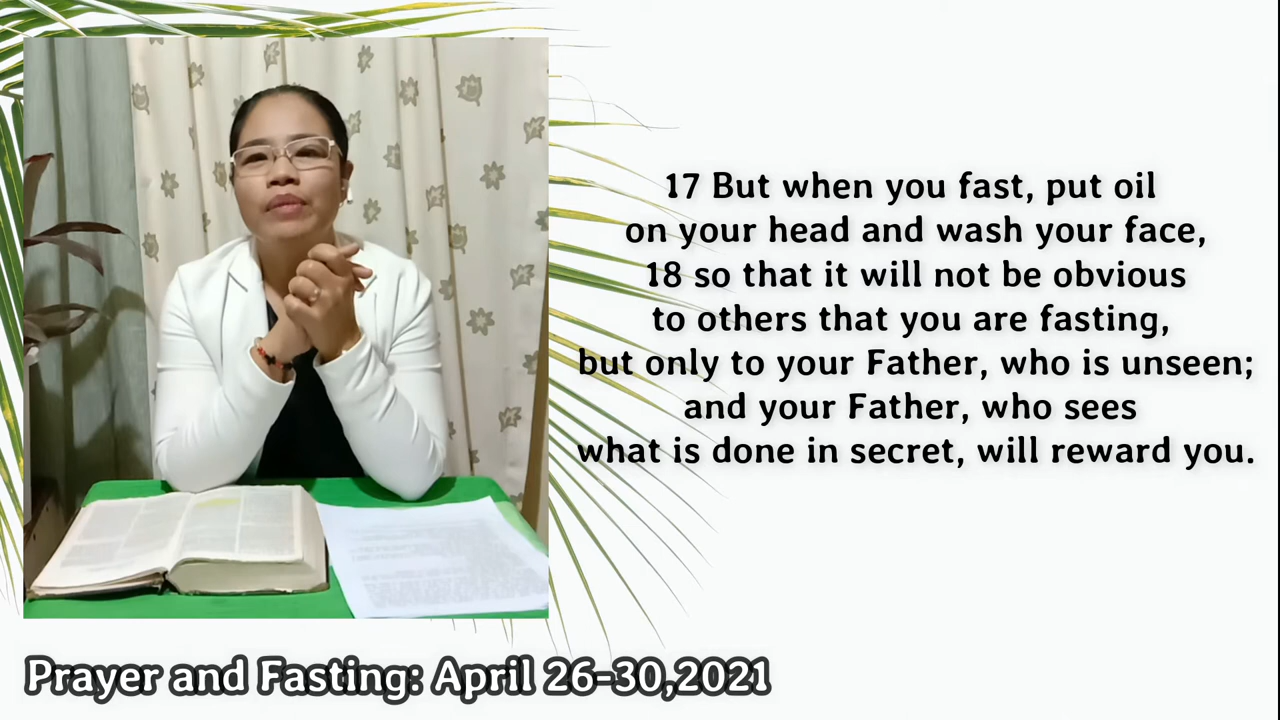 17 But when you fast, put oil
on your head and wash your face,
18 so that it will not be obvious
to others that you are fasting,
but only to your Father, who is unseen;
and your Father, who sees
what is done in secret, will reward you.
Prayer and Fasting: April 26-30,2021